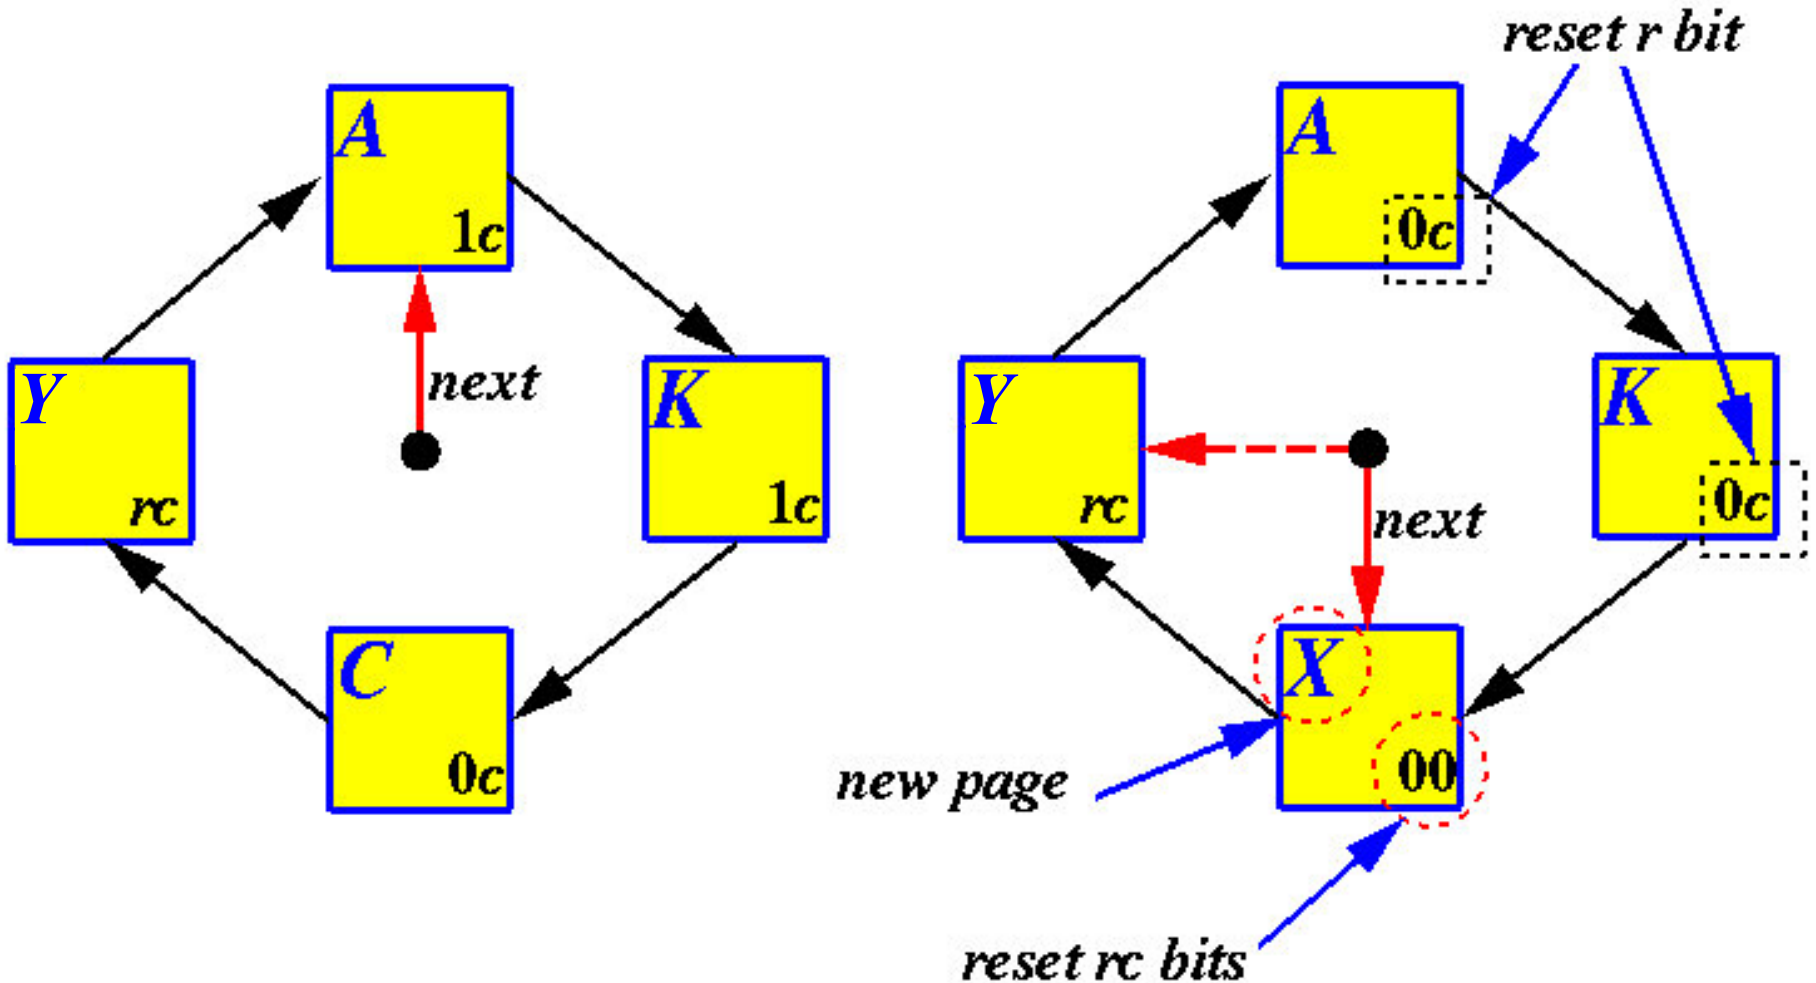 A
1c
Y
rc
next
K
1c
C
0c
reset r bit
A
0c
Y
rc
next
K
0c
X
00
new page
reset rc bits